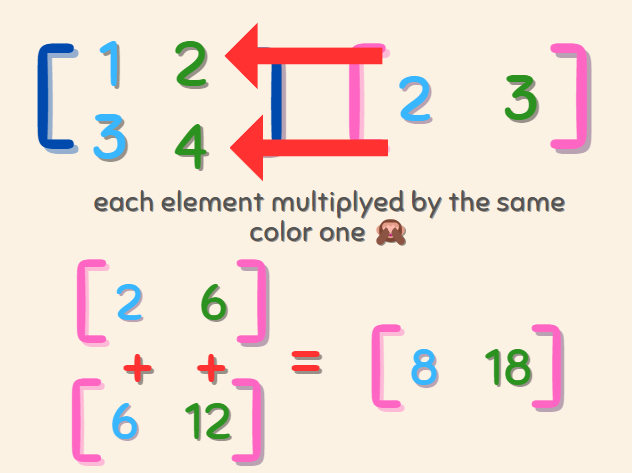 [ 1 2 ] [ 2 3 ]
3 4
each element multiplyed by the same
color one 🙈
[ 2 6 ]
+ + = [ 8 18 ]
[ 6 12 ]